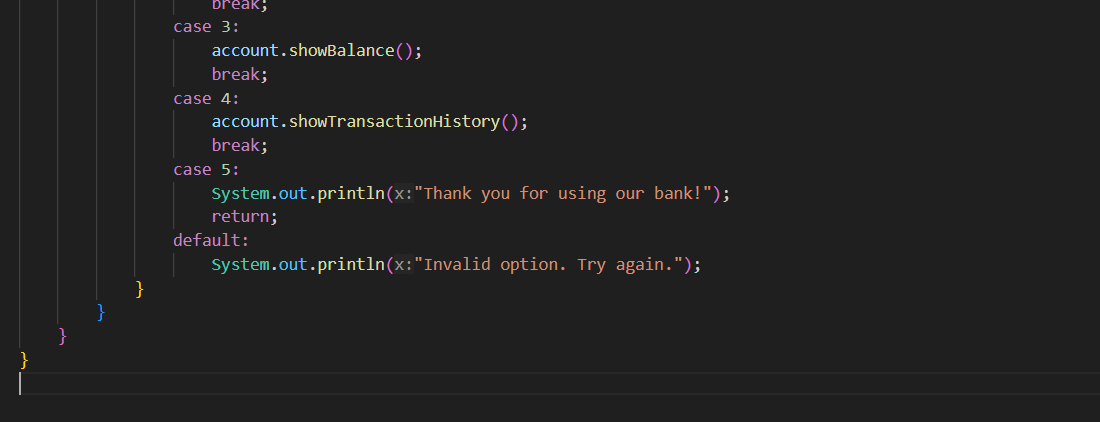 break;
case 3:
account.showBalance();
break;
case 4:
account.showTransactionHistory();
break;
case 5:
System.out.println(x:"Thank you for using our bank!");
return;
default:
System.out.println(x:"Invalid option. Try again.");
}
}
}
}